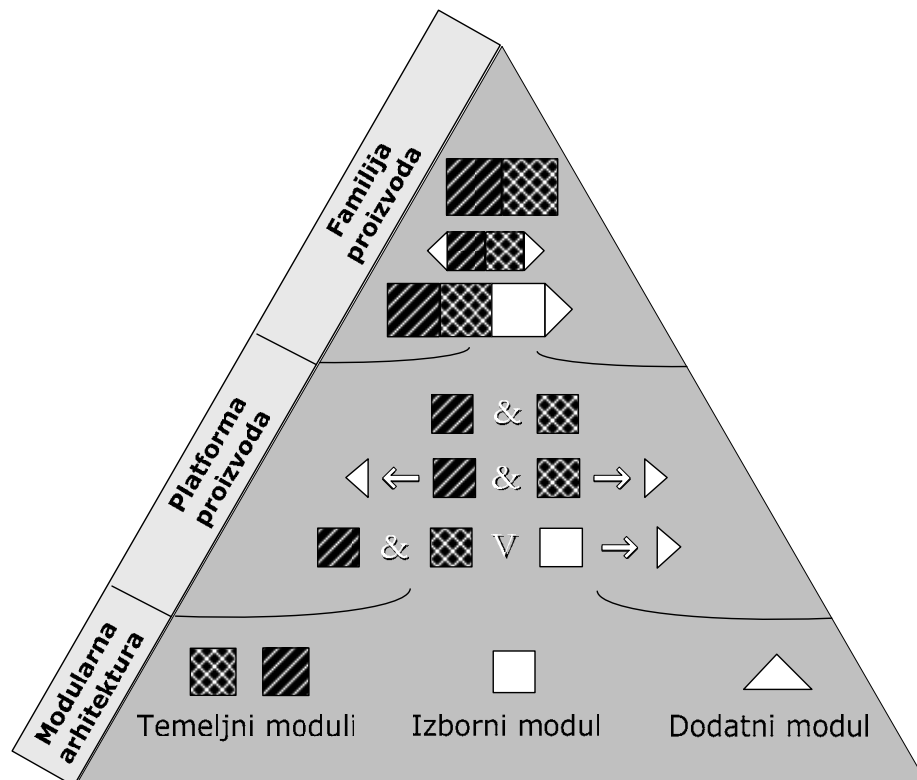 Familija
proizvoda
Platforma
proizvoda
&
&
& V
Modularna
arhitektura
Temeljni moduli Izborni modul Dodatni modul